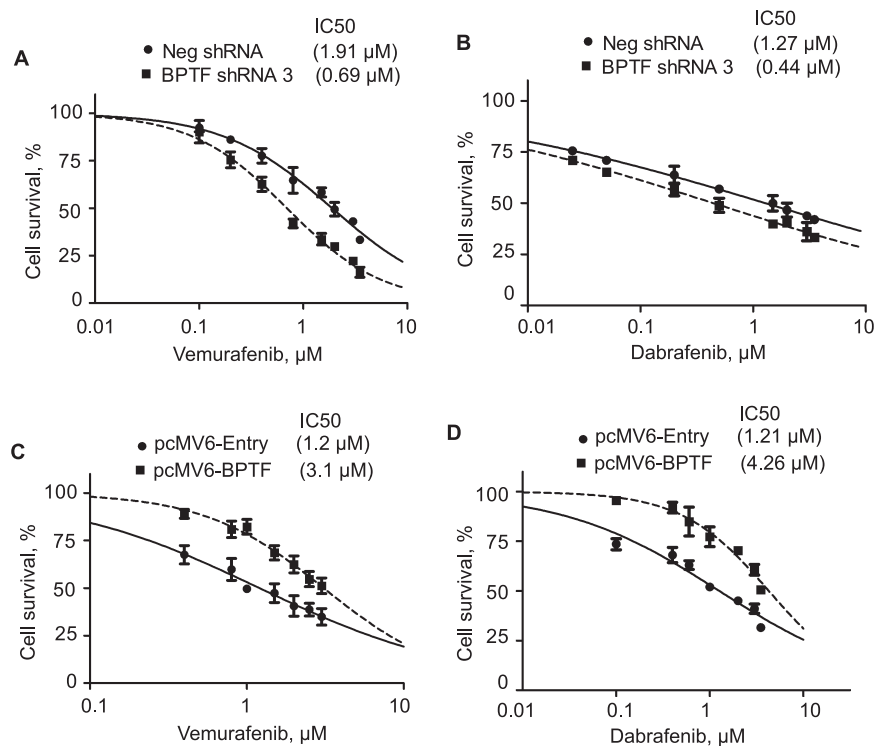 A
IC50
Neg shRNA (1.91 µM)
BPTF shRNA 3 (0.69 µM)
Cell survival, %
100
75
50
25
0
0.01 0.1 1 10
Vemurafenib, µM
B
IC50
Neg shRNA (1.27 µM)
BPTF shRNA 3 (0.44 µM)
Cell survival, %
100
75
50
25
0
0.01 0.1 1 10
Dabrafenib, µM
C
IC50
pcMV6-Entry (1.2 µM)
pcMV6-BPTF (3.1 µM)
Cell survival, %
100
75
50
25
0
0.1 1 10
Vemurafenib, µM
D
IC50
pcMV6-Entry (1.21 µM)
pcMV6-BPTF (4.26 µM)
Cell survival, %
100
75
50
25
0
0.01 0.1 1 10
Dabrafenib, µM